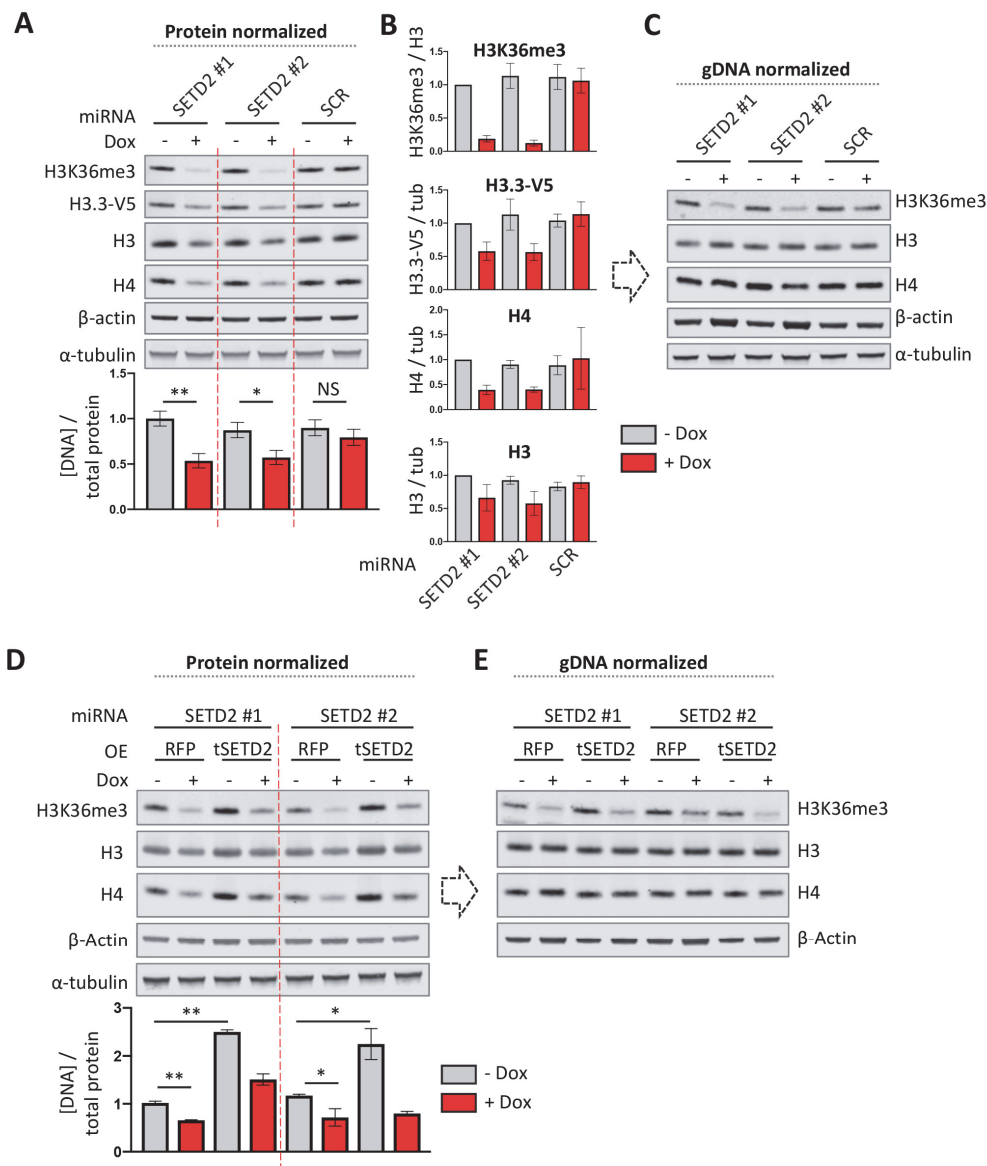 A
Protein normalized
SETD2 #1
SETD2 #2
SCR
miRNA
Dox
- + - + - +
H3K36me3
H3.3-V5
H3
H4
β-actin
α-tubulin
[DNA] /
total protein
1.5
1.0
0.5
0.0
** * NS
B
H3K36me3
H3K36me3 / H3
1.5
1.0
0.5
0.0
H3.3-V5
H3.3-V5 / tub
1.5
1.0
0.5
0.0
H4
H4 / tub
2.0
1.5
1.0
0.5
0.0
H3
H3 / tub
1.5
1.0
0.5
0.0
miRNA
SETD2 #1
SETD2 #2
SCR
C
gDNA normalized
SETD2 #1
SETD2 #2
SCR
- + - + - +
H3K36me3
H3
H4
β-actin
α-tubulin
- Dox
+ Dox
D
Protein normalized
miRNA SETD2 #1 SETD2 #2
OE RFP tSETD2 RFP tSETD2
Dox - + - + - + - +
H3K36me3
H3
H4
β-Actin
α-tubulin
[DNA] /
total protein
3
2
1
0
** *
** *
- Dox
+ Dox
E
gDNA normalized
SETD2 #1 SETD2 #2
RFP tSETD2 RFP tSETD2
- + - + - + - +
H3K36me3
H3
H4
β-Actin